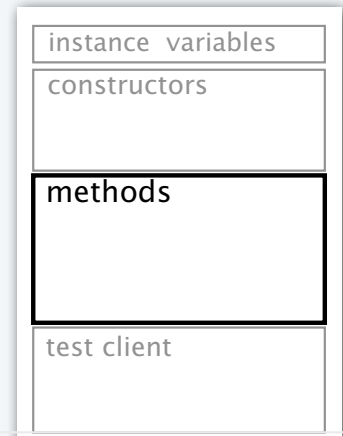 instance variables
constructors
methods
test client